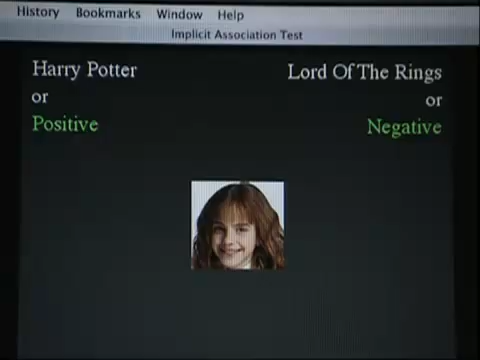 History Bookmarks Window Help
Implicit Association Test
Harry Potter
or
Positive
Lord Of The Rings
or
Negative